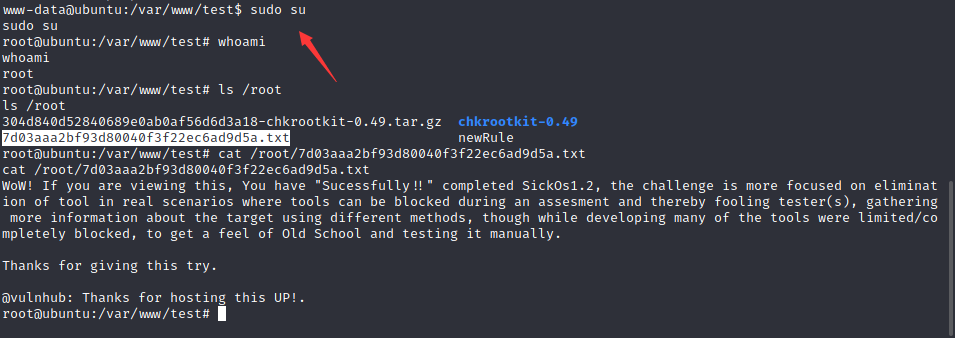 www-data@ubuntu:/var/www/test$ sudo su
sudo su
root@ubuntu:/var/www/test# whoami
whoami
root
root@ubuntu:/var/www/test# ls /root
ls /root
304d840d52840689e0ab0af56d6d3a18-chkrootkit-0.49.tar.gz  chkrootkit-0.49
7d03aaa2bf93d80040f3f22ec6ad9d5a.txt                     newRule
root@ubuntu:/var/www/test# cat /root/7d03aaa2bf93d80040f3f22ec6ad9d5a.txt
cat /root/7d03aaa2bf93d80040f3f22ec6ad9d5a.txt
WoW! If you are viewing this, You have "Sucessfully!!" completed SickOs1.2, the challenge is more focused on eliminat
ion of tool in real scenarios where tools can be blocked during an assesment and thereby fooling tester(s), gathering
 more information about the target using different methods, though while developing many of the tools were limited/co
mpletely blocked, to get a feel of Old School and testing it manually.
Thanks for giving this try.
@vulnhub: Thanks for hosting this UP!.
root@ubuntu:/var/www/test#